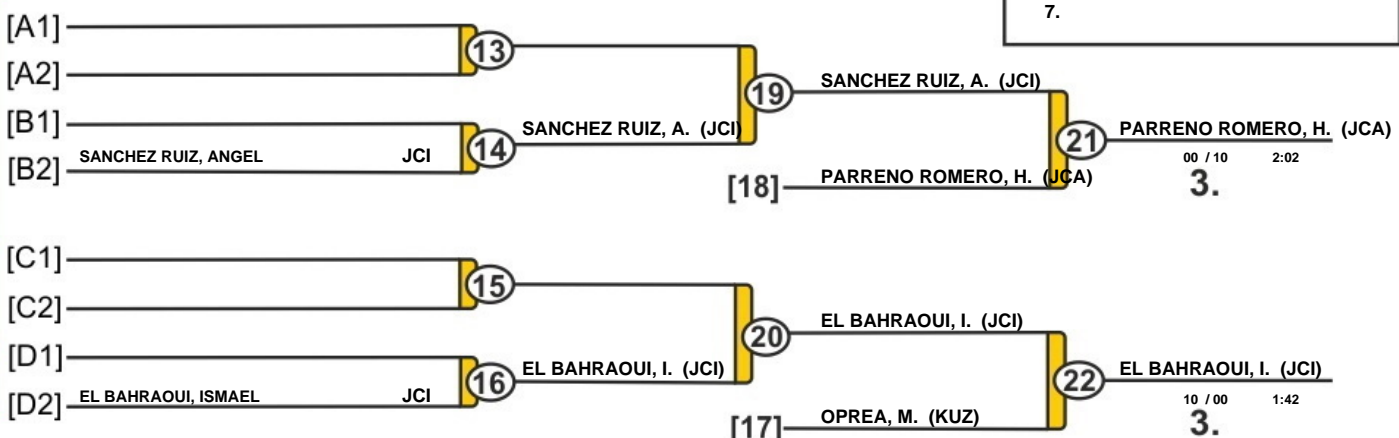 7.
[A1]
13
[A2]
19
SANCHEZ RUIZ, A. (JCI)
[B1]
SANCHEZ RUIZ, A. (JCI)
21
PARRENO ROMERO, H. (JCA)
SANCHEZ RUIZ, ANGEL JCI
14
00 / 10 2:02
[B2]
[18]
PARRENO ROMERO, H. (JCA)
3.
[C1]
15
[C2]
20
EL BAHRAOUI, I. (JCI)
[D1]
EL BAHRAOUI, I. (JCI)
22
EL BAHRAOUI, I. (JCI)
16
[D2]
EL BAHRAOUI, ISMAEL JCI
10 / 00 1:42
[17]
OPREA, M. (KUZ)
3.